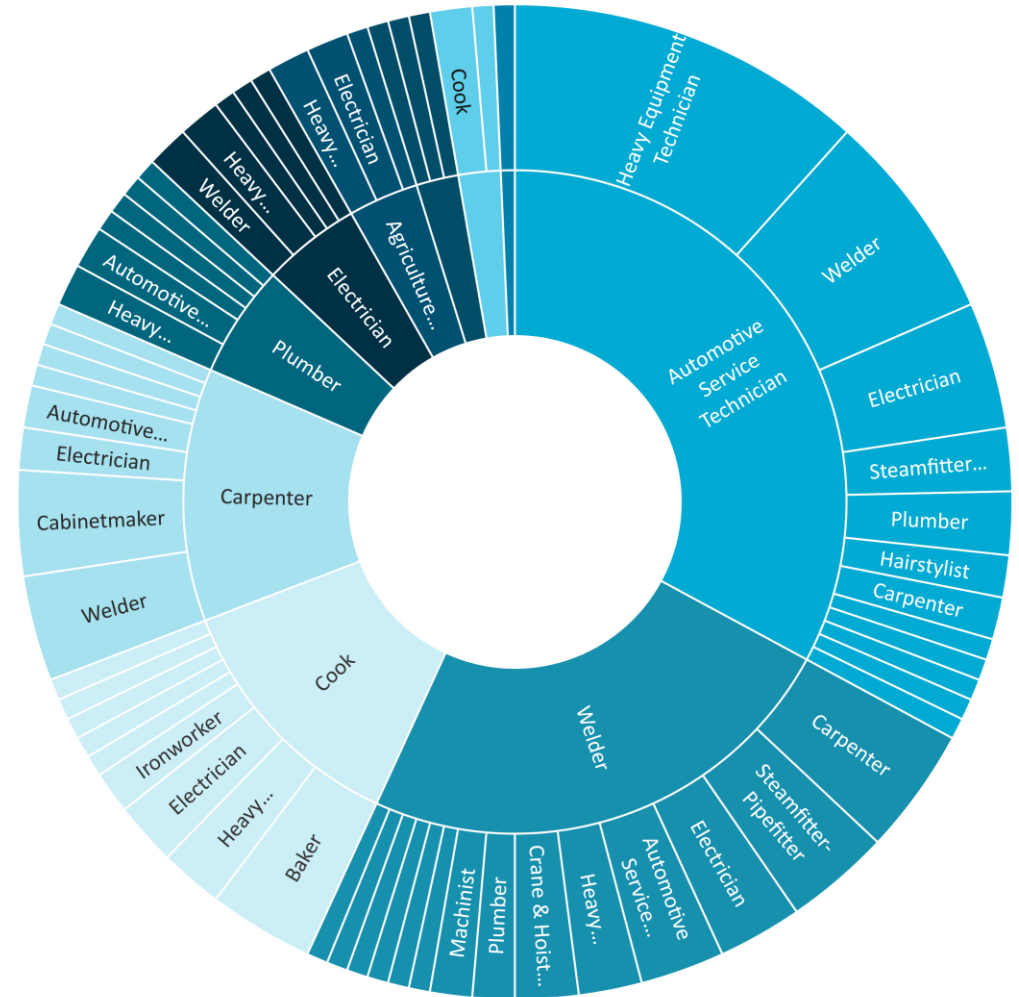 Heavy Equipment
Technician
Welder
Electrician
Steamfitter...
Plumber
Hairstylist
Carpenter
Automotive
Service
Technician
Carpenter
Steamfitter-
Pipefitter
Electrician
Automotive
Service...
Heavy...
Crane & Hoist...
Plumber
Machinist
Welder
Baker
Heavy...
Electrician
Ironworker
Cook
Welder
Cabinetmaker
Electrician
Automotive...
Carpenter
Heavy...
Automotive...
Plumber
Welder
Heavy...
Electrician
Heavy...
Electrician
Agriculture...
Cook